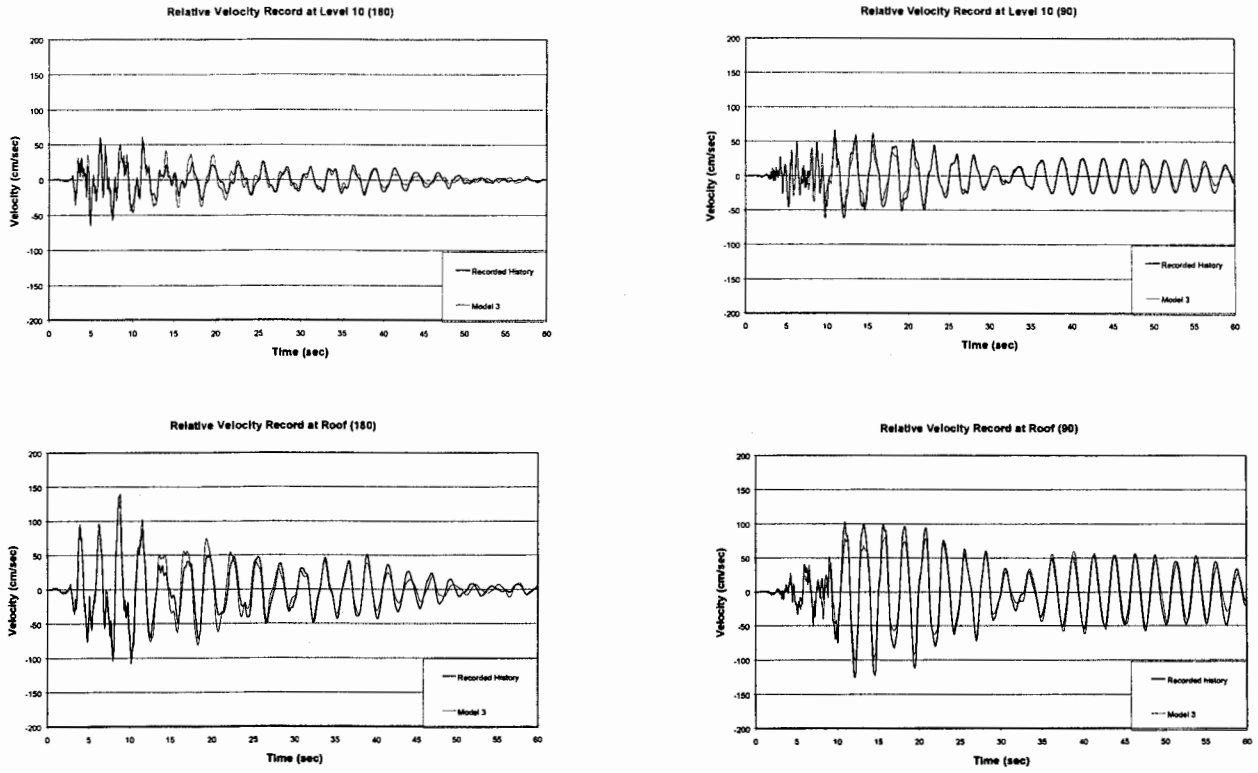 Relative Velocity Record at Level 10 (180)
200
150
100
50
0
-50
-100
-150
-200
Velocity (cm/sec)
0 5 10 15 20 25 30 35 40 45 50 55 60
Time (sec)
Recorded History
Model 3
Relative Velocity Record at Level 10 (90)
200
150
100
50
0
-50
-100
-150
-200
Velocity (cm/sec)
0 5 10 15 20 25 30 35 40 45 50 55 60
Time (sec)
Recorded History
Model 3
Relative Velocity Record at Roof (180)
200
150
100
50
0
-50
-100
-150
-200
Velocity (cm/sec)
0 5 10 15 20 25 30 35 40 45 50 55 60
Time (sec)
Recorded History
Model 3
Relative Velocity Record at Roof (90)
200
150
100
50
0
-50
-100
-150
-200
Velocity (cm/sec)
0 5 10 15 20 25 30 35 40 45 50 55 60
Time (sec)
Recorded history
Model 3